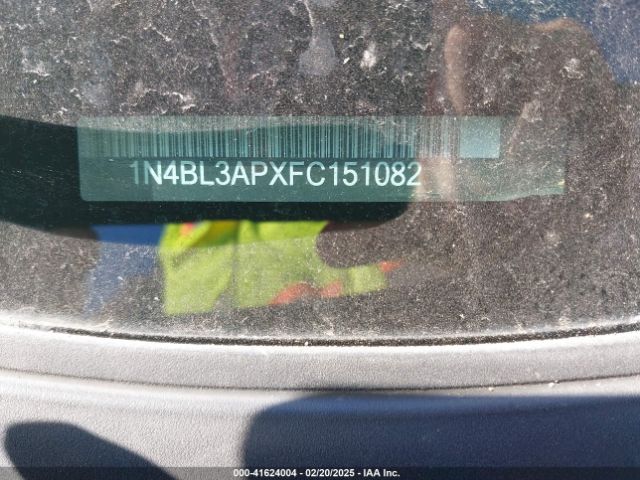 1N4BL3APXFC151082
000-41624004 — 02/20/2025 — IAA Inc.